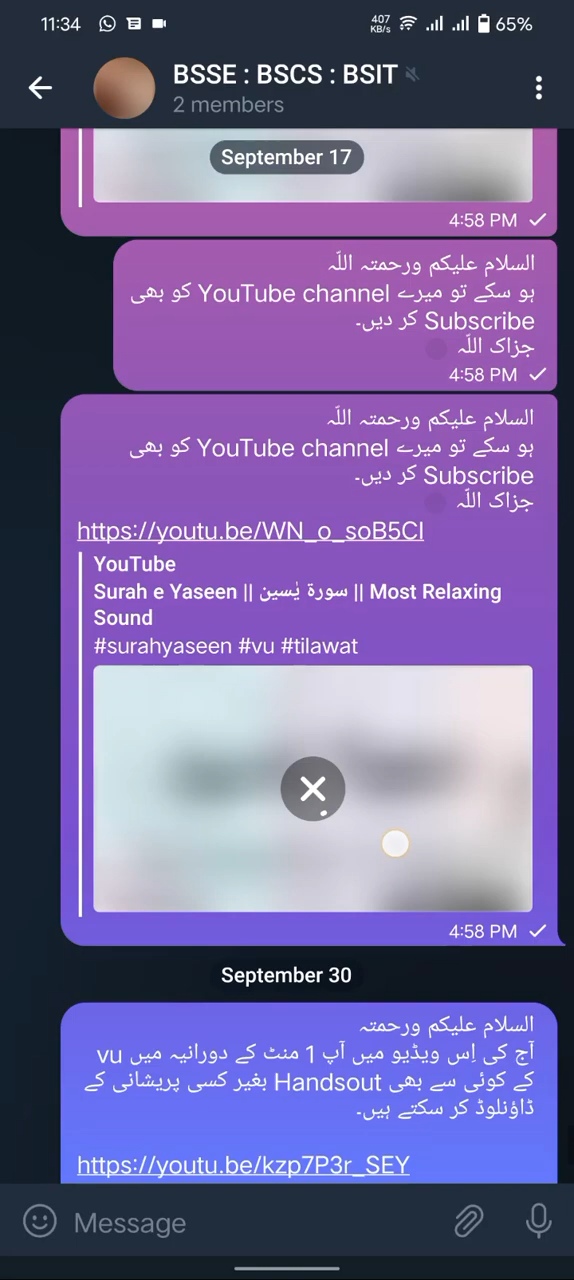 11:34
407
KB/s
65%
BSSE : BSCS : BSIT
2 members
September 17
4:58 PM
السلام علیکم ورحمتہ اللّہ
ہو سکے تو میرے YouTube channel کو بھی
Subscribe کر دیں۔
جزاک اللّہ
4:58 PM
السلام علیکم ورحمتہ اللّہ
ہو سکے تو میرے YouTube channel کو بھی
Subscribe کر دیں۔
جزاک اللّہ
https://youtu.be/WN_o_soB5CI
YouTube
Surah e Yaseen || سورۃ یٰسین || Most Relaxing
Sound
#surahyaseen #vu #tilawat
4:58 PM
September 30
السلام علیکم ورحمتہ
آج کی اِس ویڈیو میں آپ 1 منٹ کے دورانیہ میں vu
کے کوئی سے بھی Handsout بغیر کسی پریشانی کے
ڈاؤنلوڈ کر سکتے ہیں۔
https://youtu.be/kzp7P3r_SEY
Message